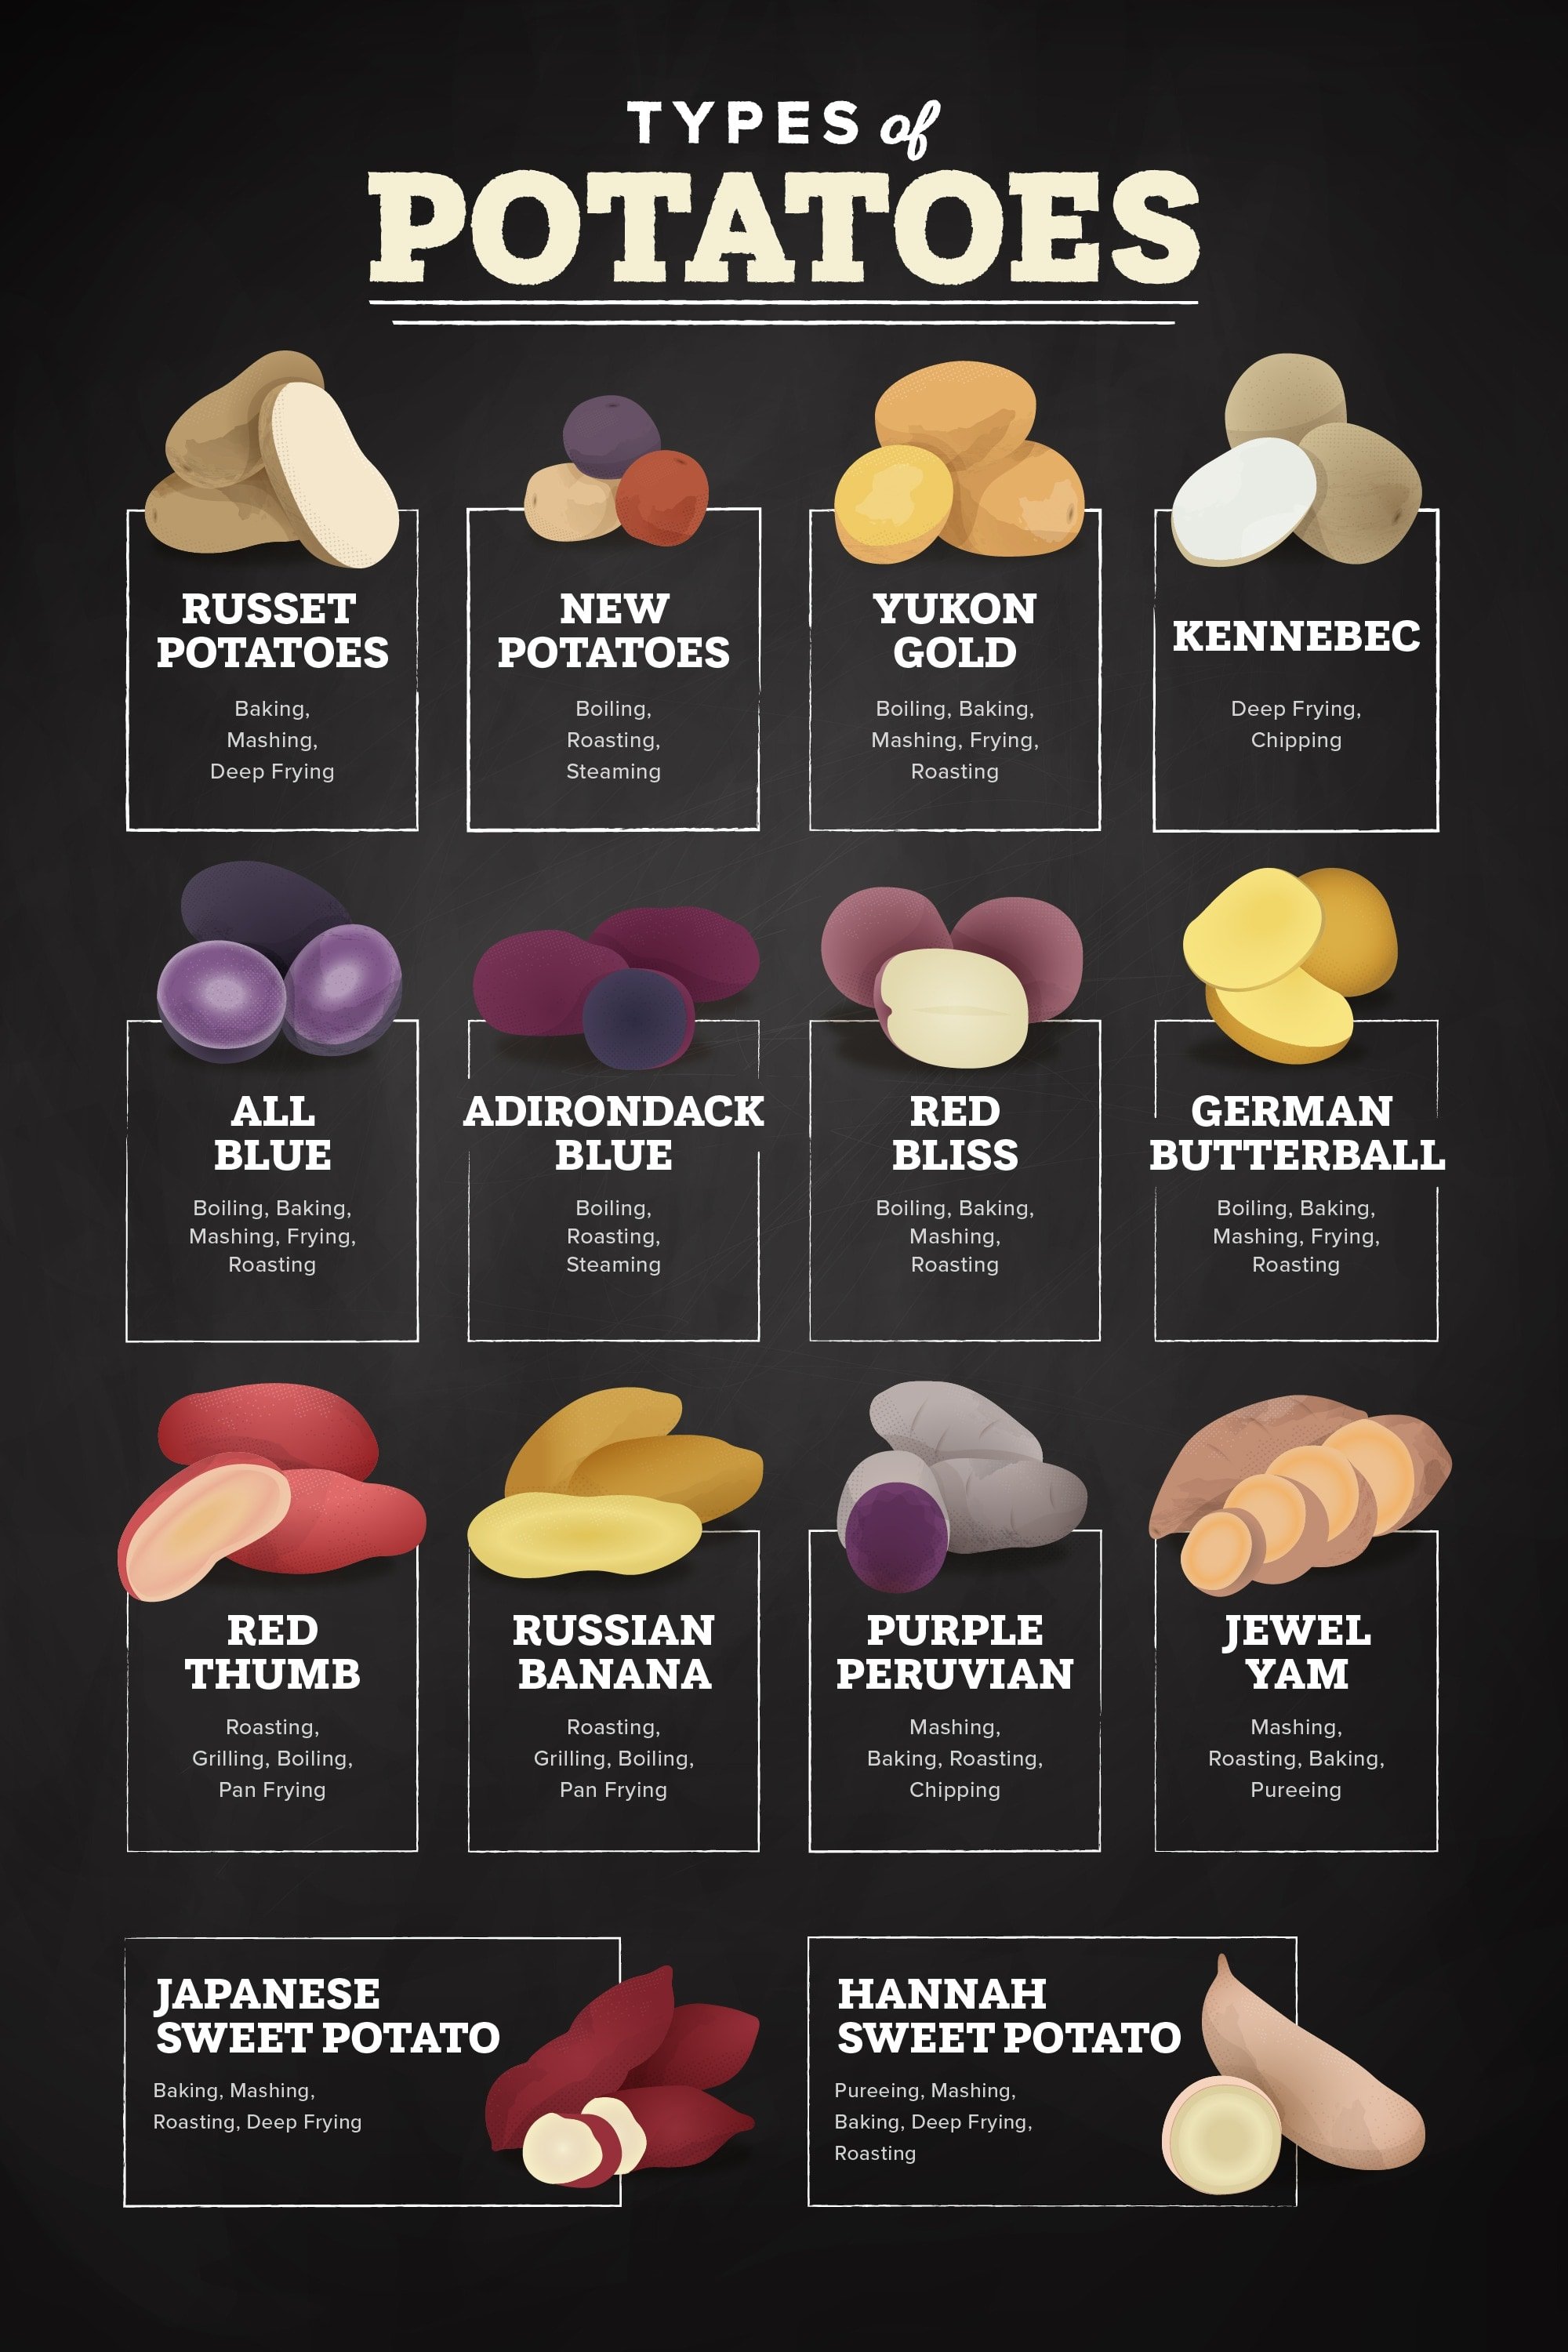 TYPES of
POTATOES
RUSSET
POTATOES
Baking,
Mashing,
Deep Frying
NEW
POTATOES
Boiling,
Roasting,
Steaming
YUKON
GOLD
Boiling, Baking,
Mashing, Frying,
Roasting
KENNEBEC
Deep Frying,
Chipping
ALL
BLUE
Boiling, Baking,
Mashing, Frying,
Roasting
ADIRONDACK
BLUE
Boiling,
Roasting,
Steaming
RED
BLISS
Boiling, Baking,
Mashing,
Roasting
GERMAN
BUTTERBALL
Boiling, Baking,
Mashing, Frying,
Roasting
RED
THUMB
Roasting,
Grilling, Boiling,
Pan Frying
RUSSIAN
BANANA
Roasting,
Grilling, Boiling,
Pan Frying
PURPLE
PERUVIAN
Mashing,
Baking, Roasting,
Chipping
JEWEL
YAM
Mashing,
Roasting, Baking,
Pureeing
JAPANESE
SWEET POTATO
Baking, Mashing,
Roasting, Deep Frying
HANNAH
SWEET POTATO
Pureeing, Mashing,
Baking, Deep Frying,
Roasting